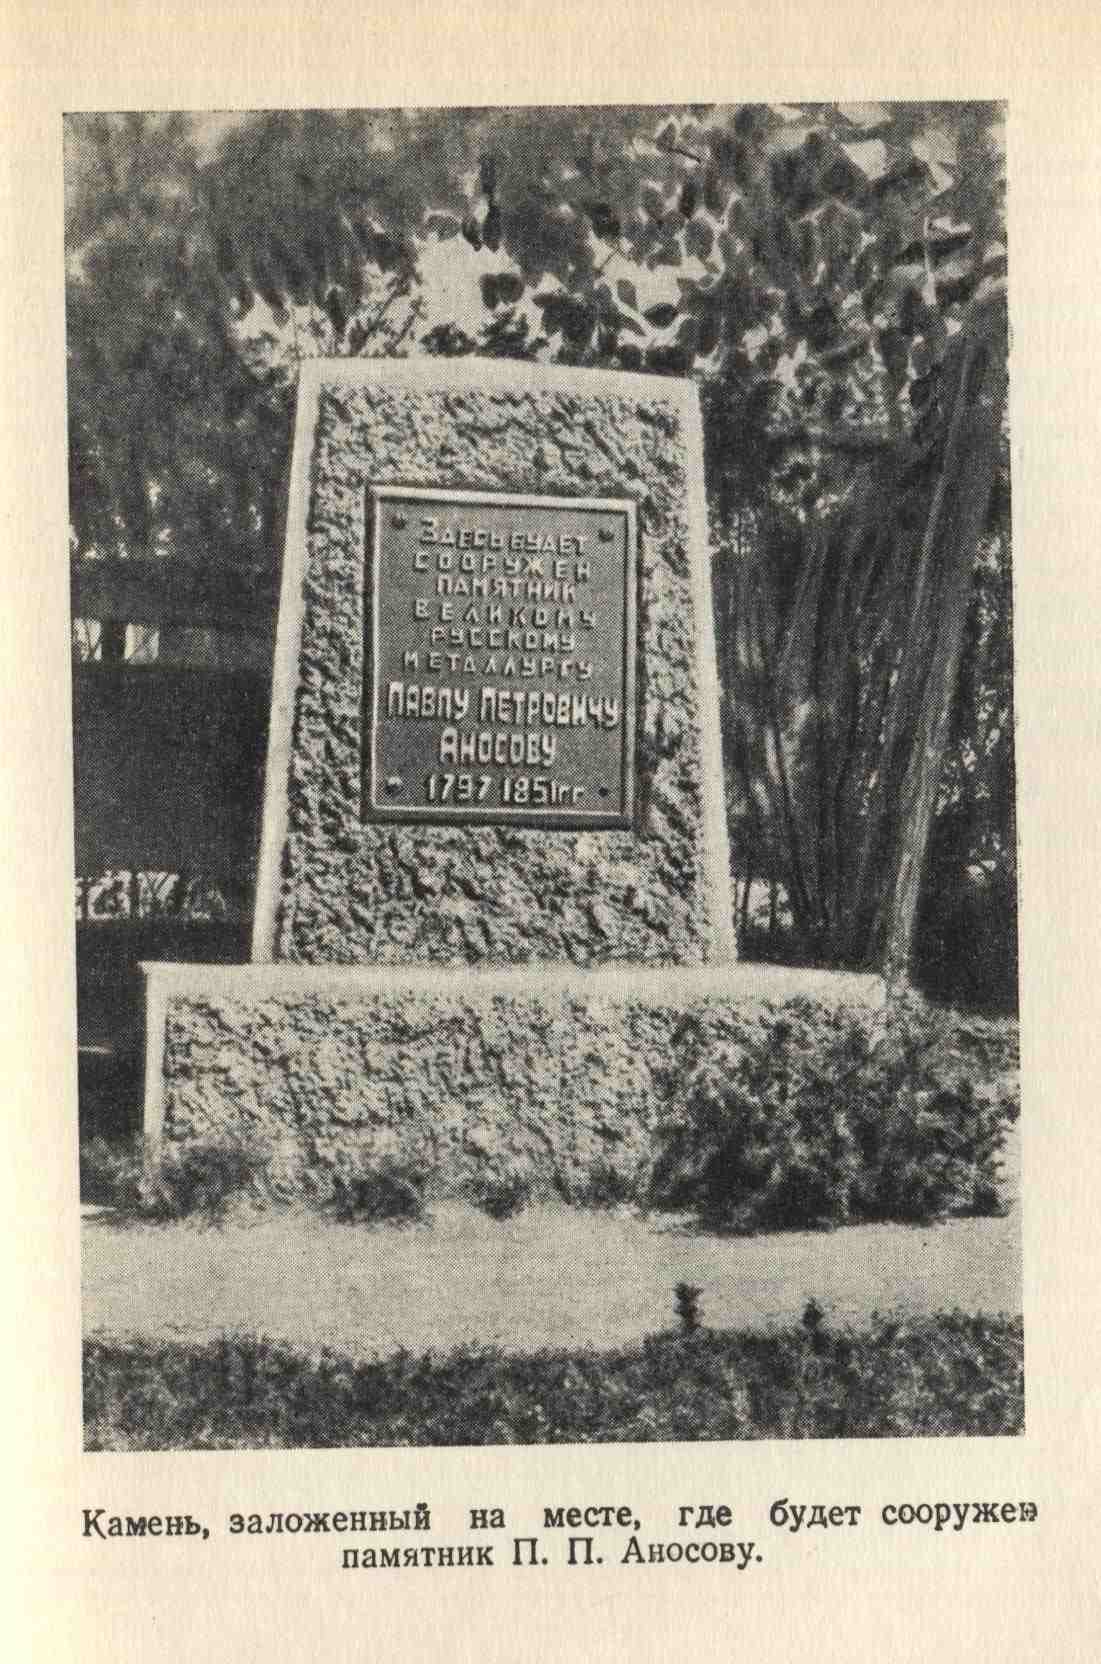 Здесь будет
сооружен
памятник
великому
русскому
металлургу
Павлу Петровичу
Аносову
1797 1851гг
Камень, заложенный на месте, где будет сооружен
памятник П. П. Аносову.